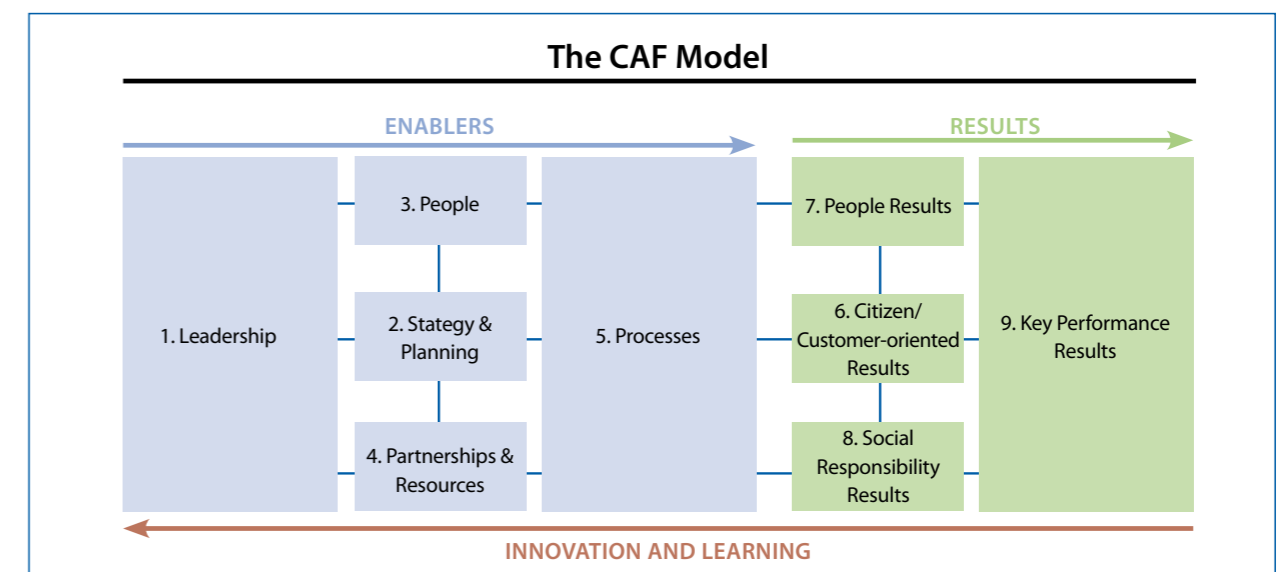 The CAF Model
ENABLERS
RESULTS
1. Leadership
3. People
2. Stategy &
Planning
4. Partnerships &
Resources
5. Processes
7. People Results
6. Citizen/
Customer-oriented
Results
8. Social
Responsibility
Results
9. Key Performance
Results
INNOVATION AND LEARNING